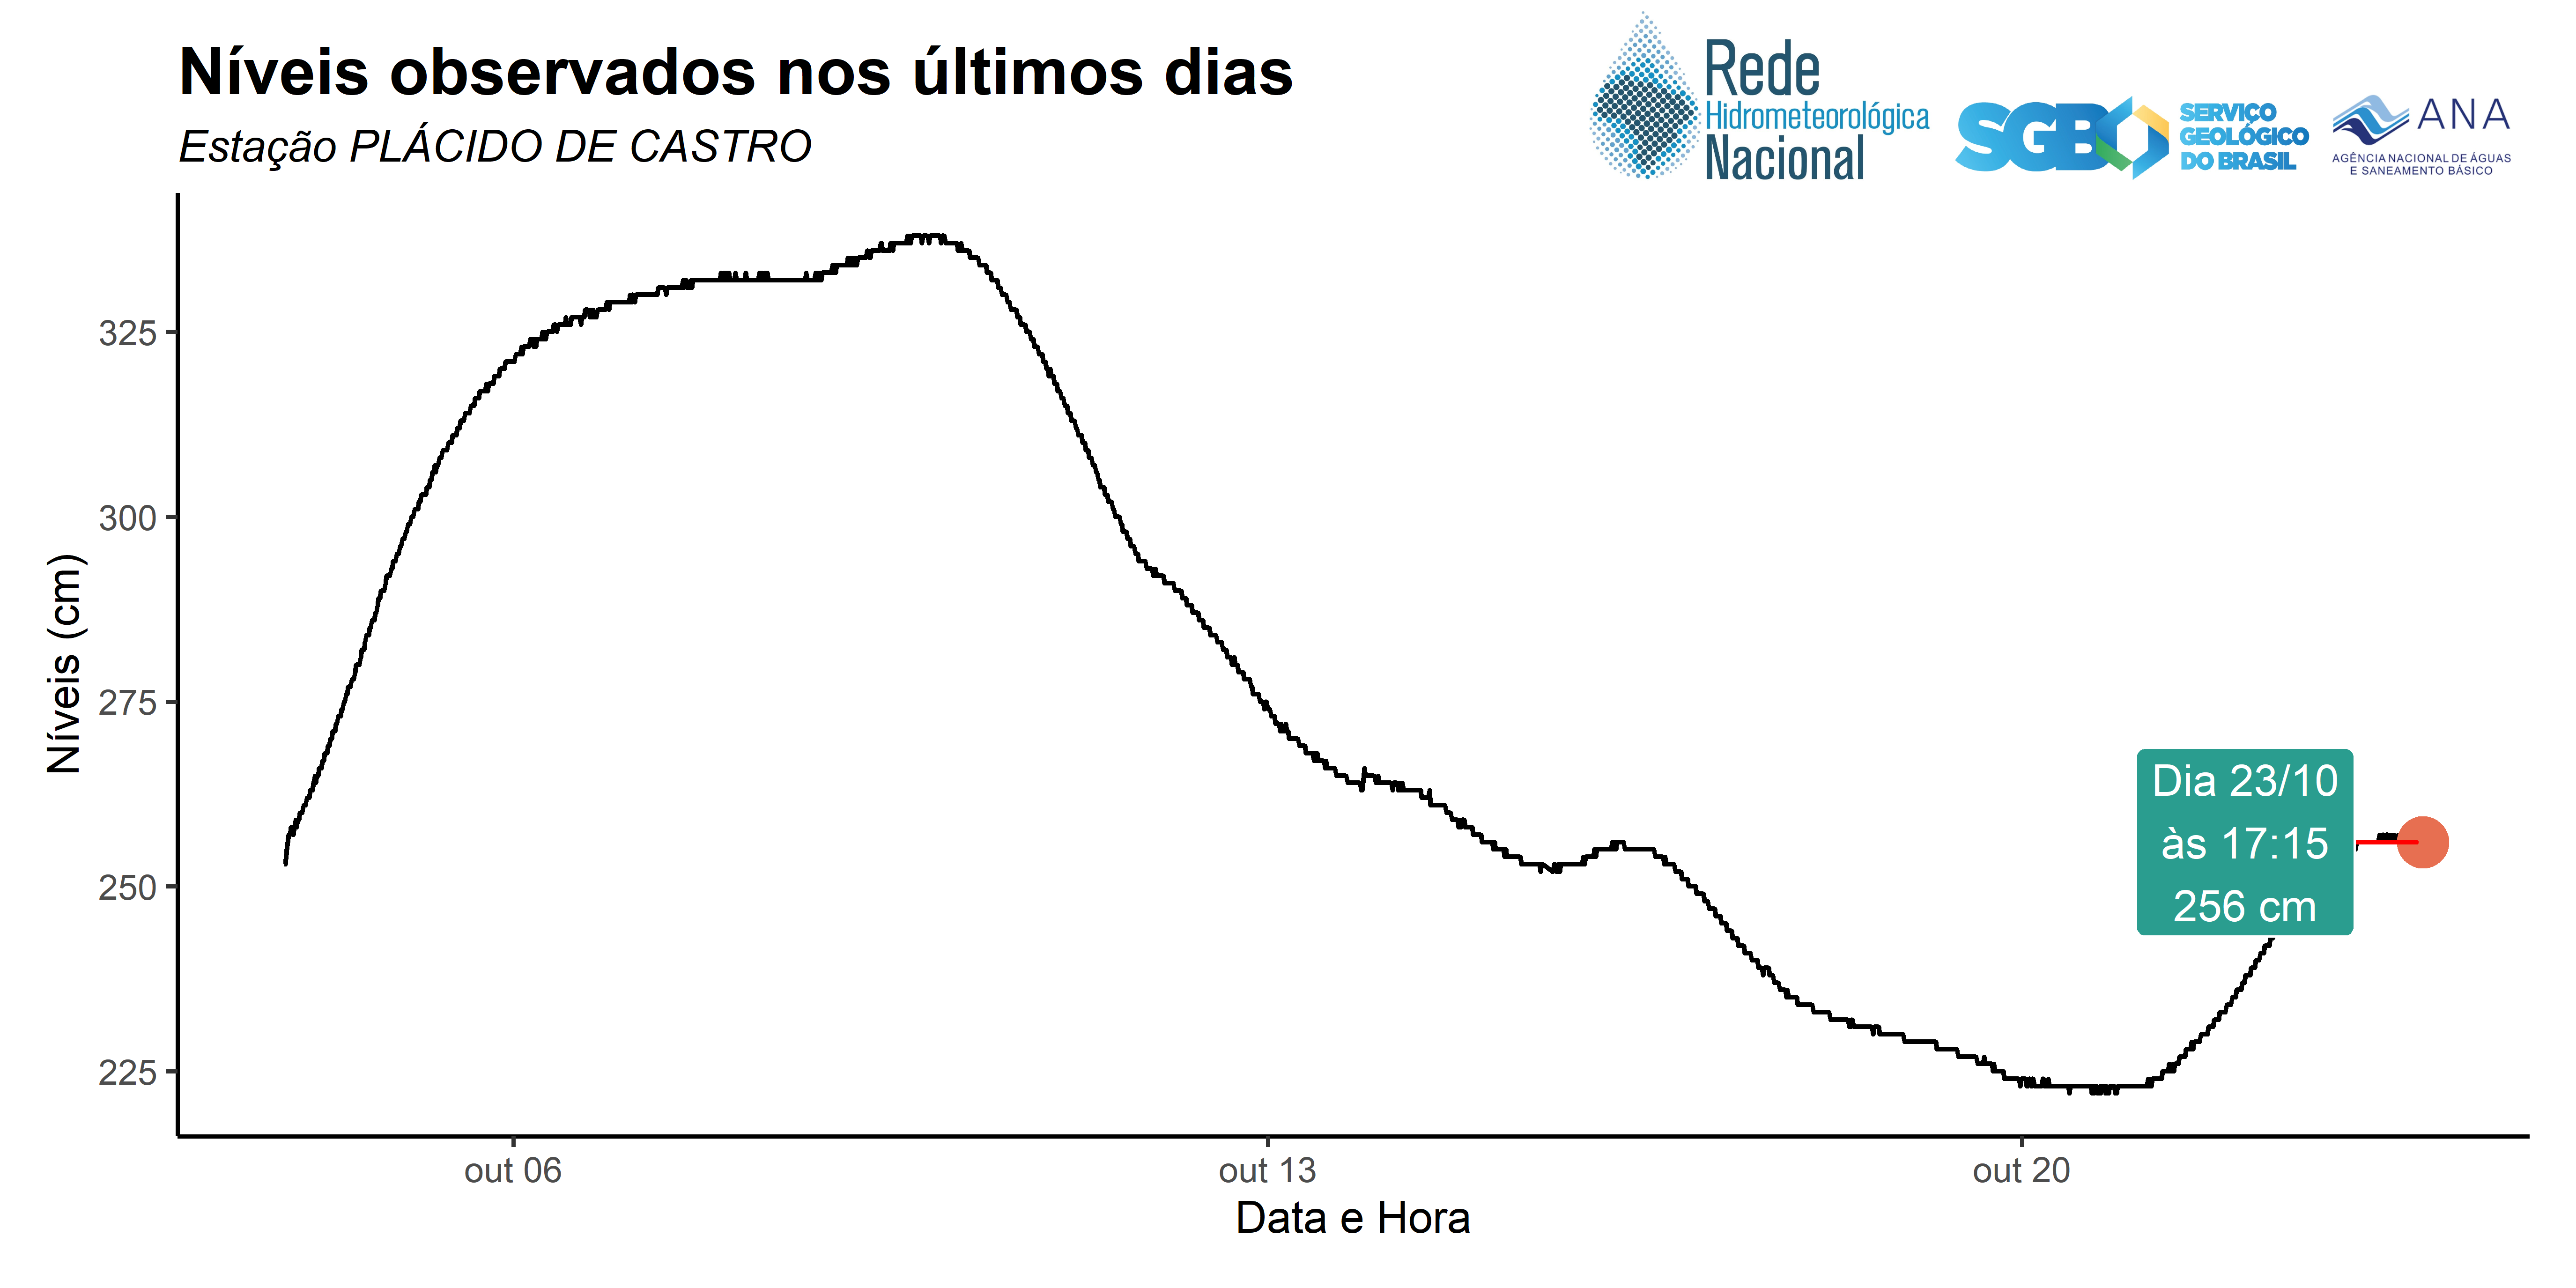 Níveis observados nos últimos dias
Estação PLÁCIDO DE CASTRO
Rede
Hidrometeorológica
Nacional
SGB
SERVIÇO
GEOLÓGICO
DO BRASIL
ANA
AGÊNCIA NACIONAL DE ÁGUAS
E SANEAMENTO BÁSICO
Níveis (cm)
325
300
275
250
225
Dia 23/10
às 17:15
256 cm
out 06
out 13
out 20
Data e Hora